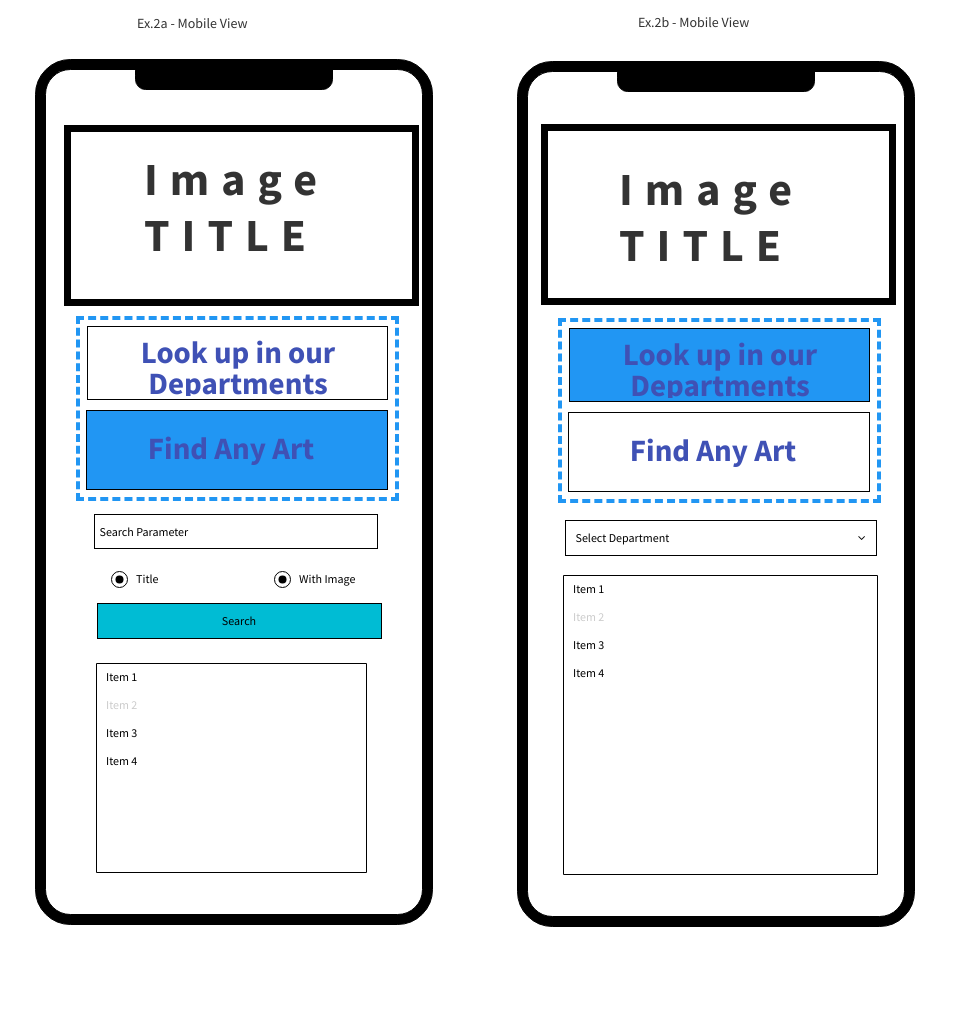 Ex.2a - Mobile View
Image
TITLE
Look up in our
Departments
Find Any Art
Search Parameter
Title
With Image
Search
Item 1
Item 2
Item 3
Item 4
Ex.2b - Mobile View
Image
TITLE
Look up in our
Departments
Find Any Art
Select Department
Item 1
Item 2
Item 3
Item 4